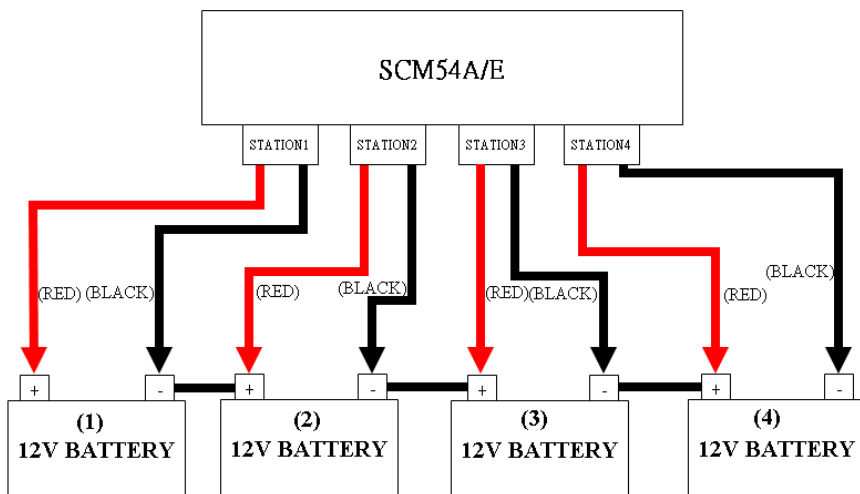 SCM54A/E
STATION1 STATION2 STATION3 STATION4
(RED) (BLACK) (RED) (BLACK) (RED) (BLACK) (RED) (BLACK)
+ - + - + - + -
(1) (2) (3) (4)
12V BATTERY 12V BATTERY 12V BATTERY 12V BATTERY